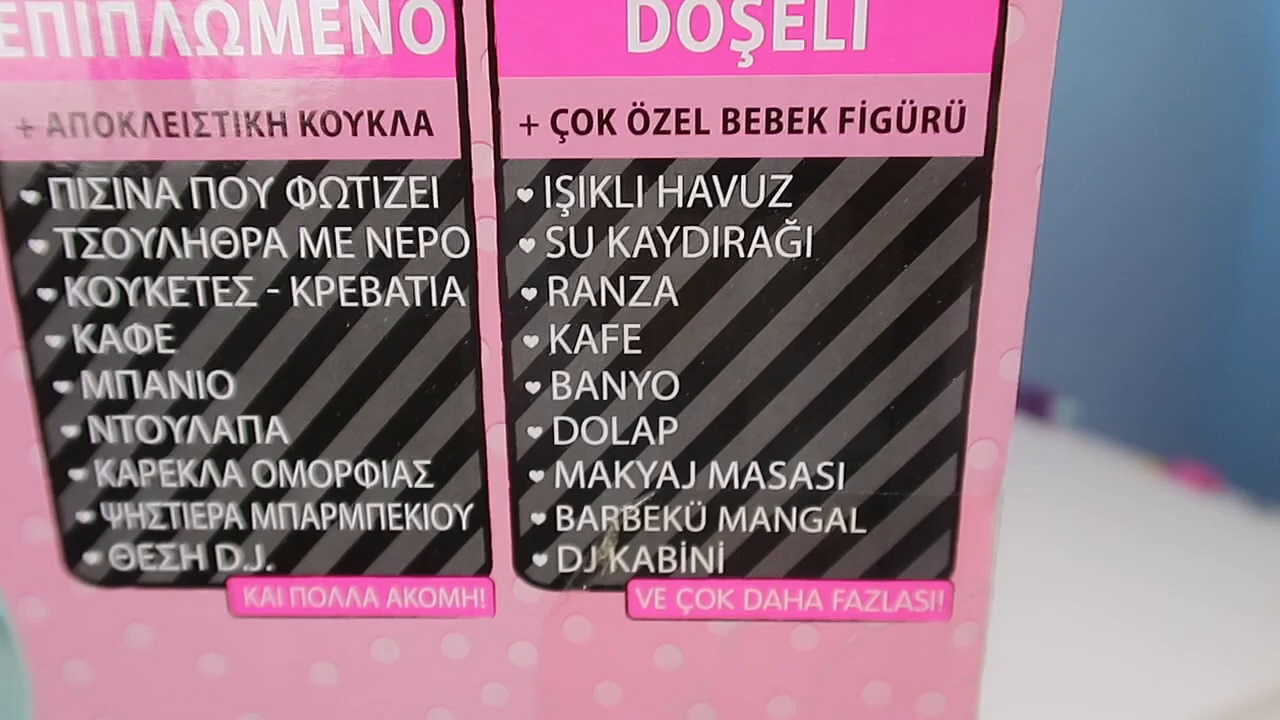 ΕΠΙΠΛΩΜΕΝΟ
+ ΑΠΟΚΛΕΙΣΤΙΚΗ ΚΟΥΚΛΑ
ΠΙΣΙΝΑ ΠΟΥ ΦΩΤΙΖΕΙ
ΤΣΟΥΛΗΘΡΑ ΜΕ ΝΕΡΟ
ΚΟΥΚΕΤΕΣ - ΚΡΕΒΑΤΙΑ
ΚΑΦΕ
ΜΠΑΝΙΟ
ΝΤΟΥΛΑΠΑ
ΚΑΡΕΚΛΑ ΟΜΟΡΦΙΑΣ
ΨΗΣΤΙΕΡΑ ΜΠΑΡΜΠΕΚΙΟΥ
ΘΕΣΗ D.J.
ΚΑΙ ΠΟΛΛΑ ΑΚΟΜΗ!
DOŞELİ
+ ÇOK ÖZEL BEBEK FİGÜRÜ
IŞIKLI HAVUZ
SU KAYDIRAĞI
RANZA
KAFE
BANYO
DOLAP
MAKYAJ MASASI
BARBEKÜ MANGAL
DJ KABİNİ
VE ÇOK DAHA FAZLASI!